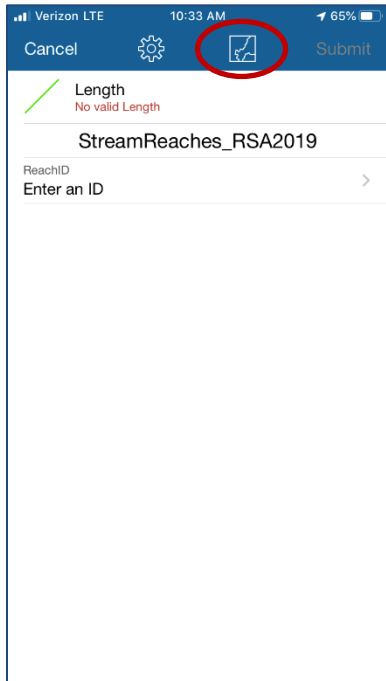 Verizon LTE 10:33 AM 65%
Cancel Submit
Length
No valid Length
StreamReaches_RSA2019
ReachID
Enter an ID